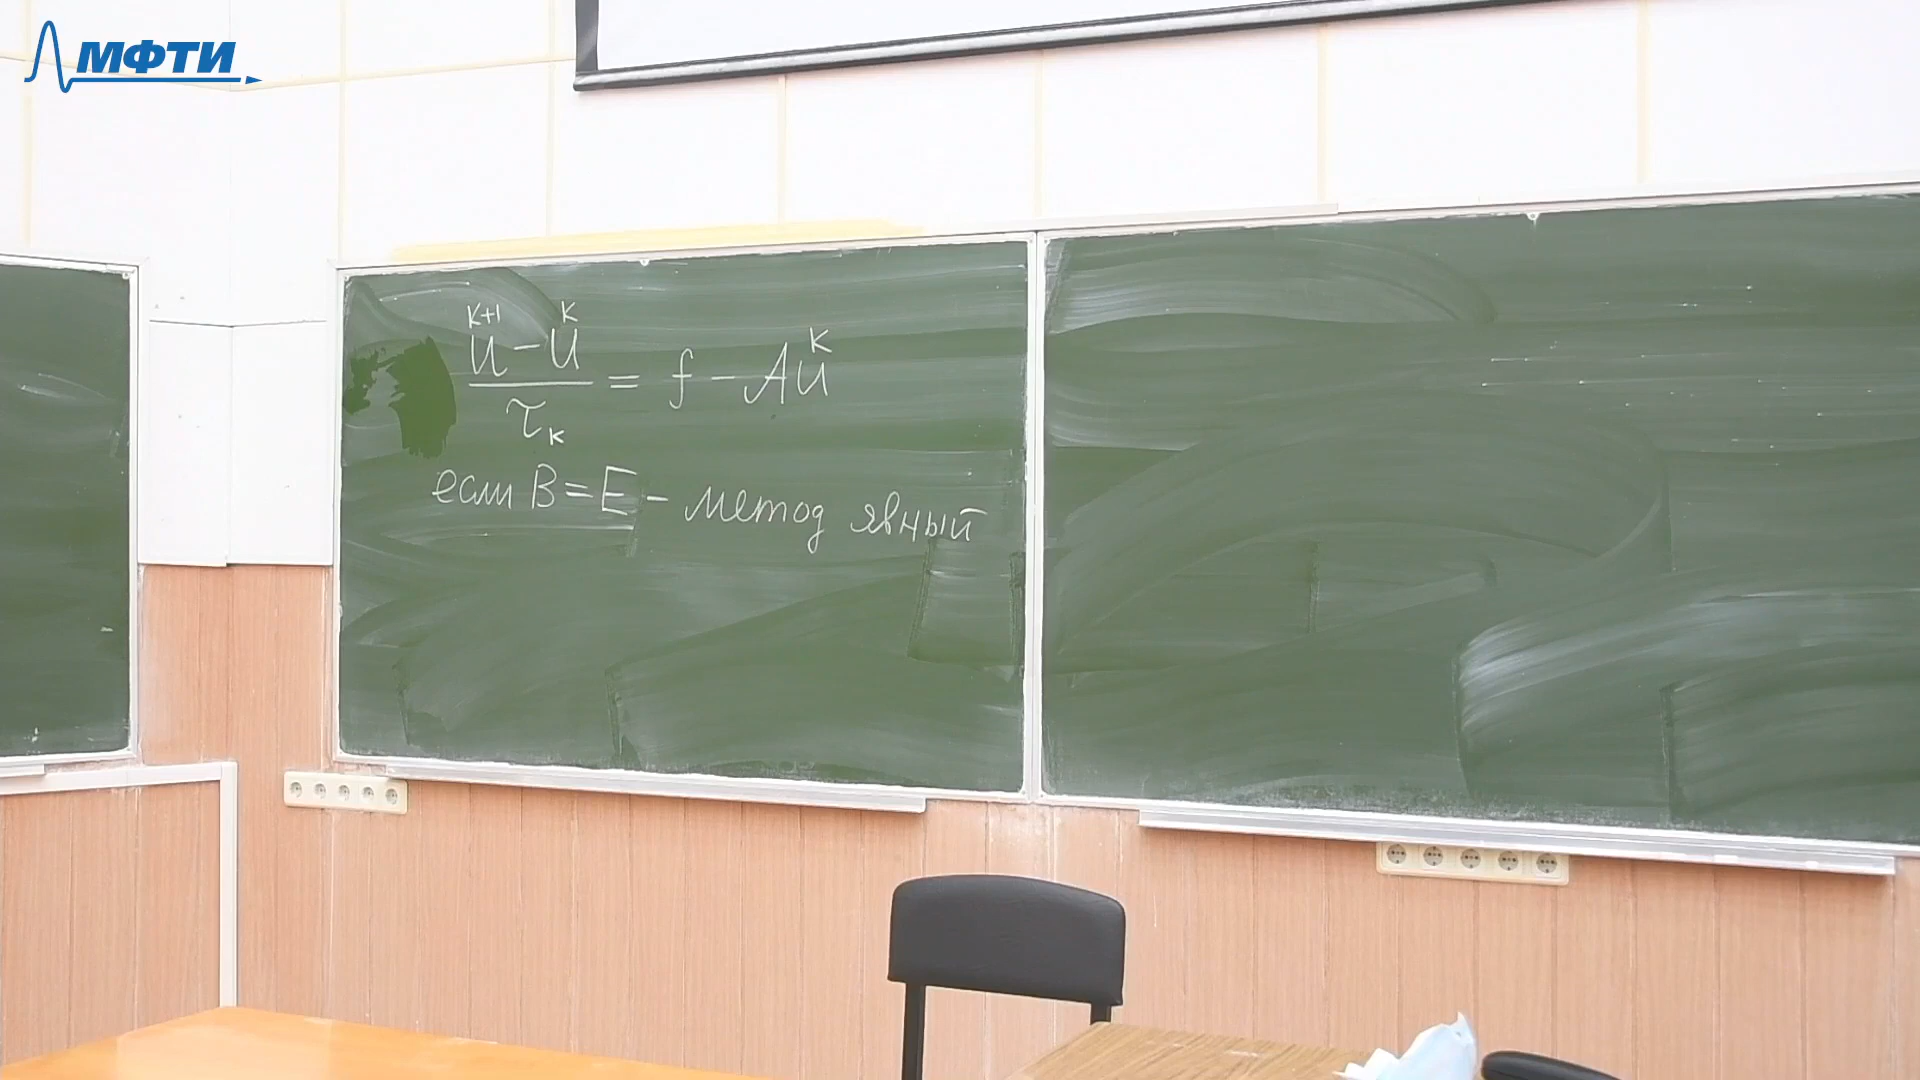 МФТИ
u^{k+1} - u^k / τ_k = f - Au^k
если B = E - метод явный